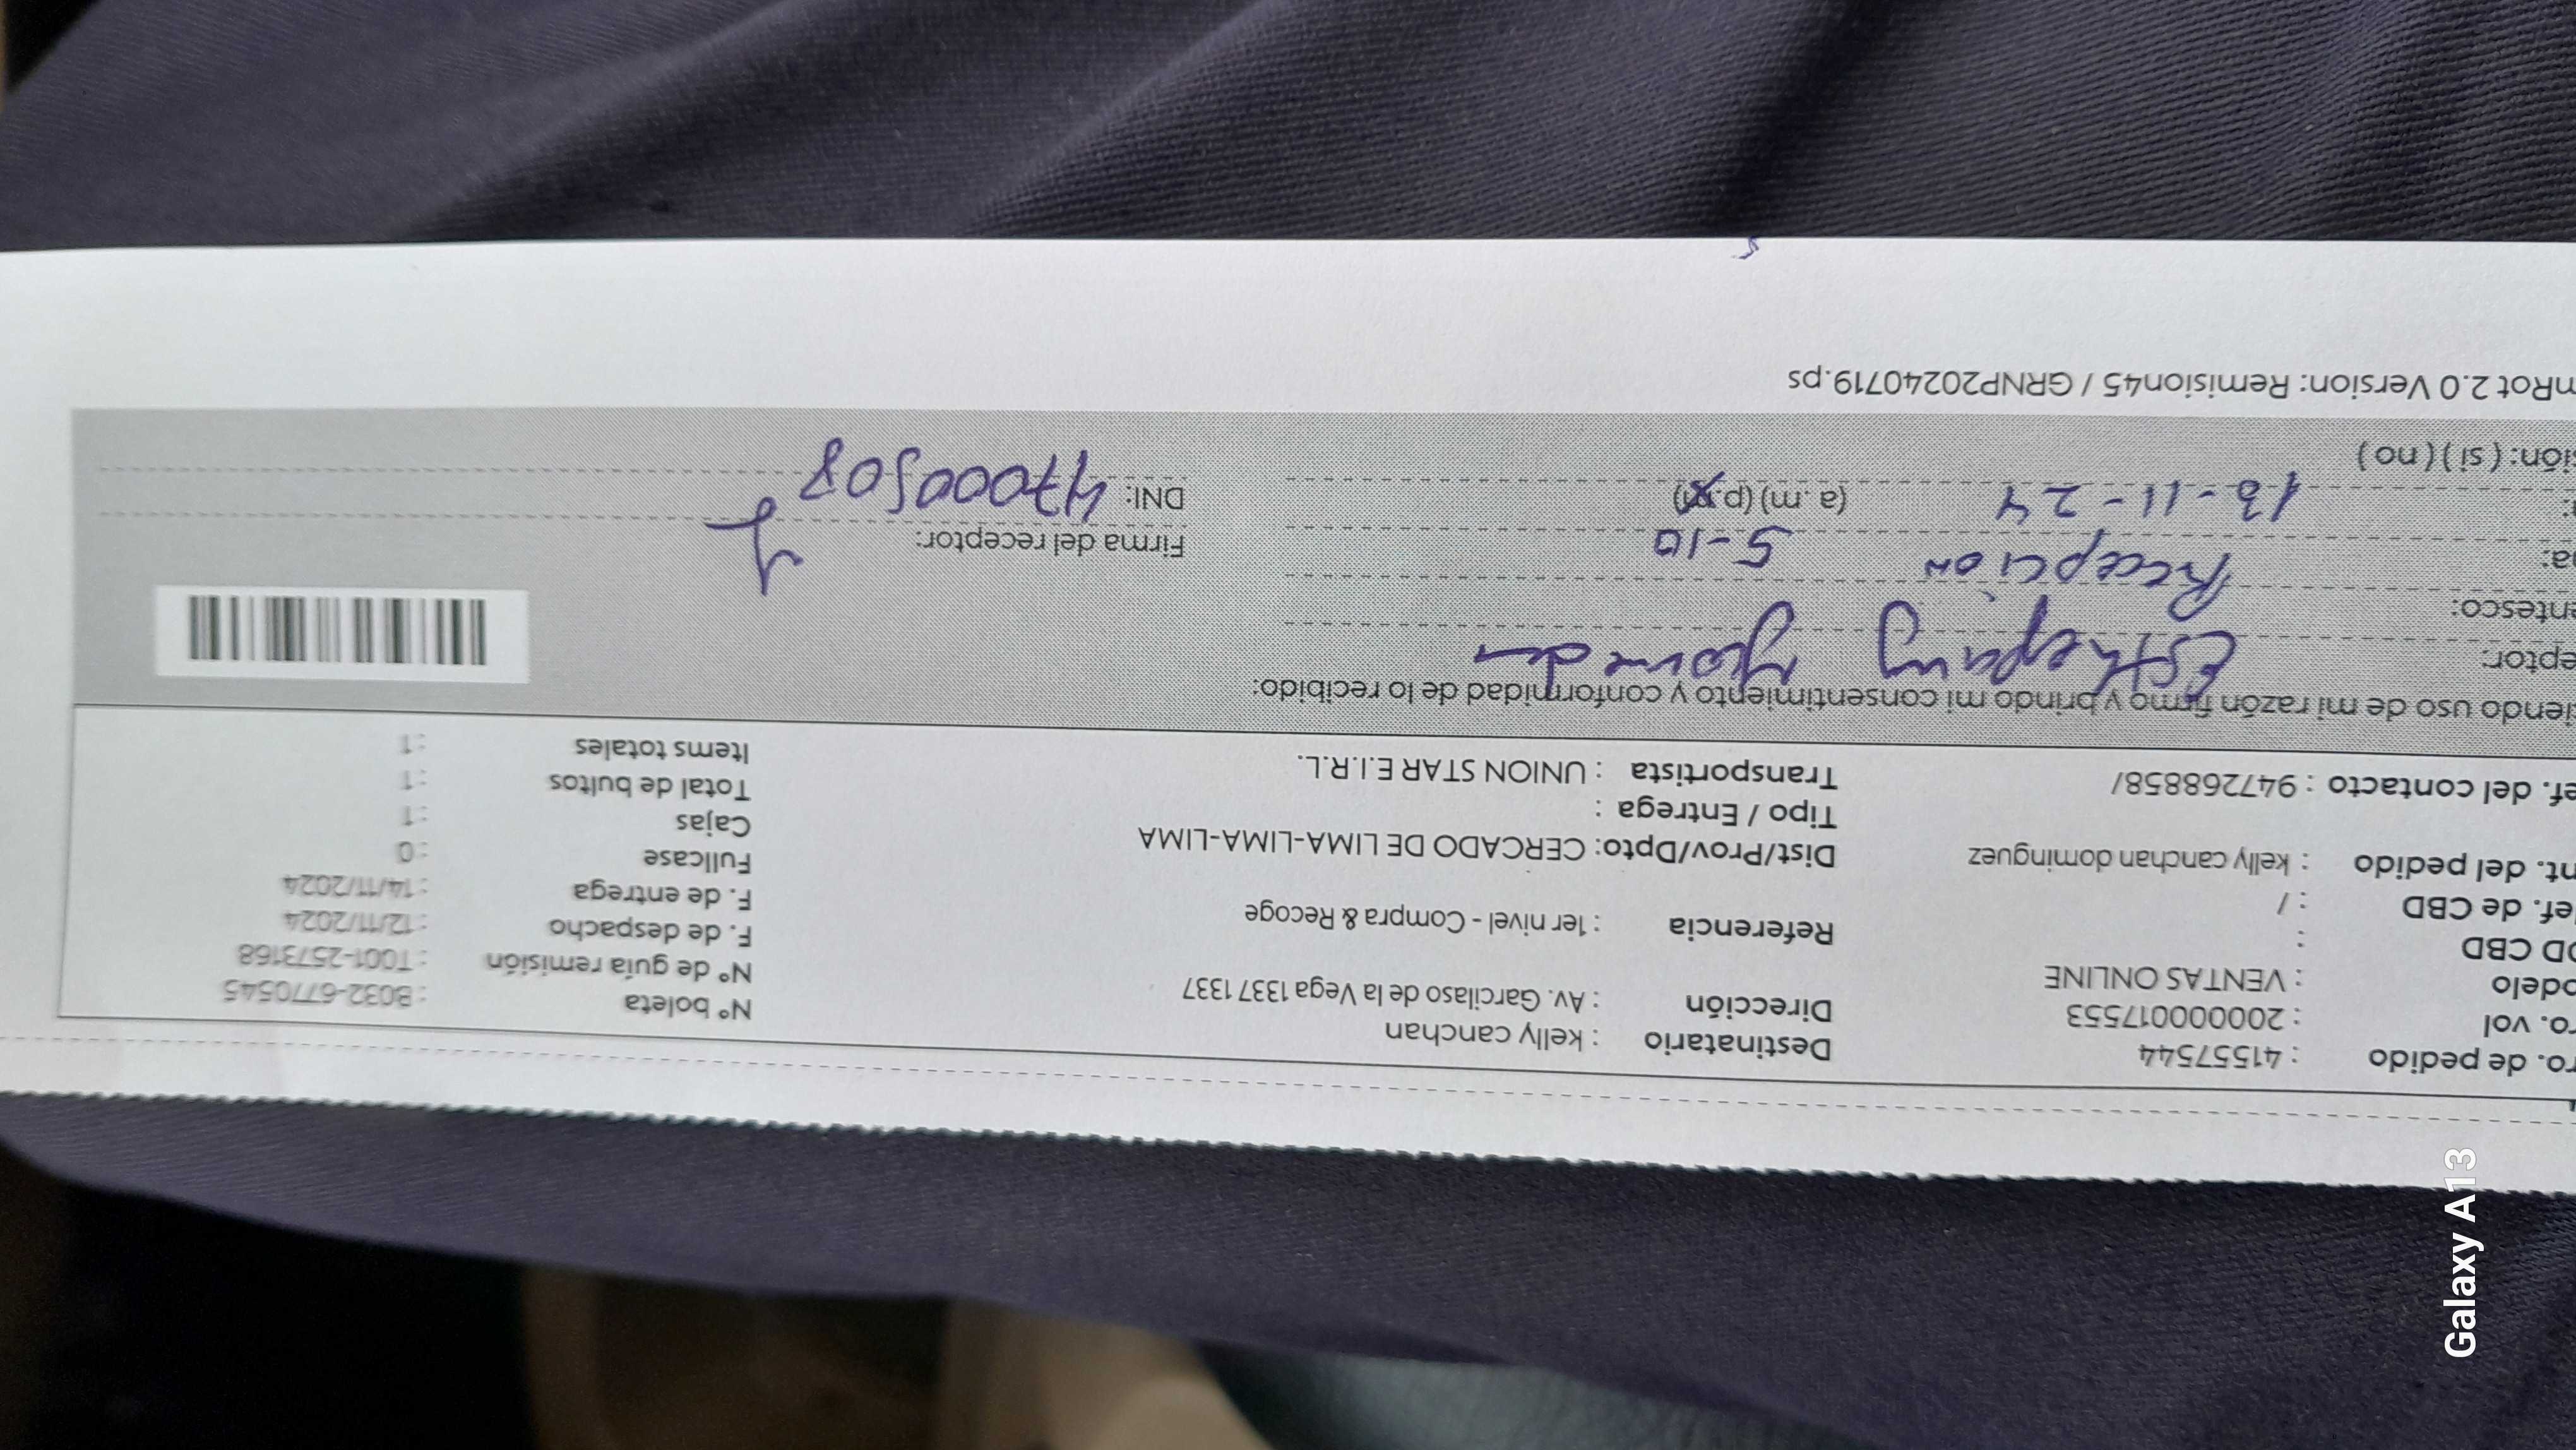 ro. de pedido : 41557544
ro. vol : 20000017553
odelo : VENTAS ONLINE
OD CBD :
ef. de CBD : /
nt. del pedido : kelly canchan dominguez
ef. del contacto : 947268858/
Destinatario : kelly canchan
Dirección : Av. Garcilaso de la Vega 1337 1337
Referencia : 1er nivel - Compra & Recoge
Dist/Prov/Dpto: CERCADO DE LIMA-LIMA-LIMA
Tipo / Entrega :
Transportista : UNION STAR E.I.R.L.
N° boleta : B032-6770545
N° de guía remisión : T001-2573168
F. de despacho : 12/11/2024
F. de entrega : 14/11/2024
Fullcase : 0
Cajas : 1
Total de bultos : 1
Items totales : 1
iendo uso de mi razón firmo y brindo mi consentimiento y conformidad de lo recibido:
eptor:
entesco: Recepcion
a: 13-11-24
5-10
(a. m) (p.m)
sión: ( si ) ( no )
Firma del receptor:
DNI:
mRot 2.0 Version: Remision45 / GRNP20240719.ps
Galaxy A13